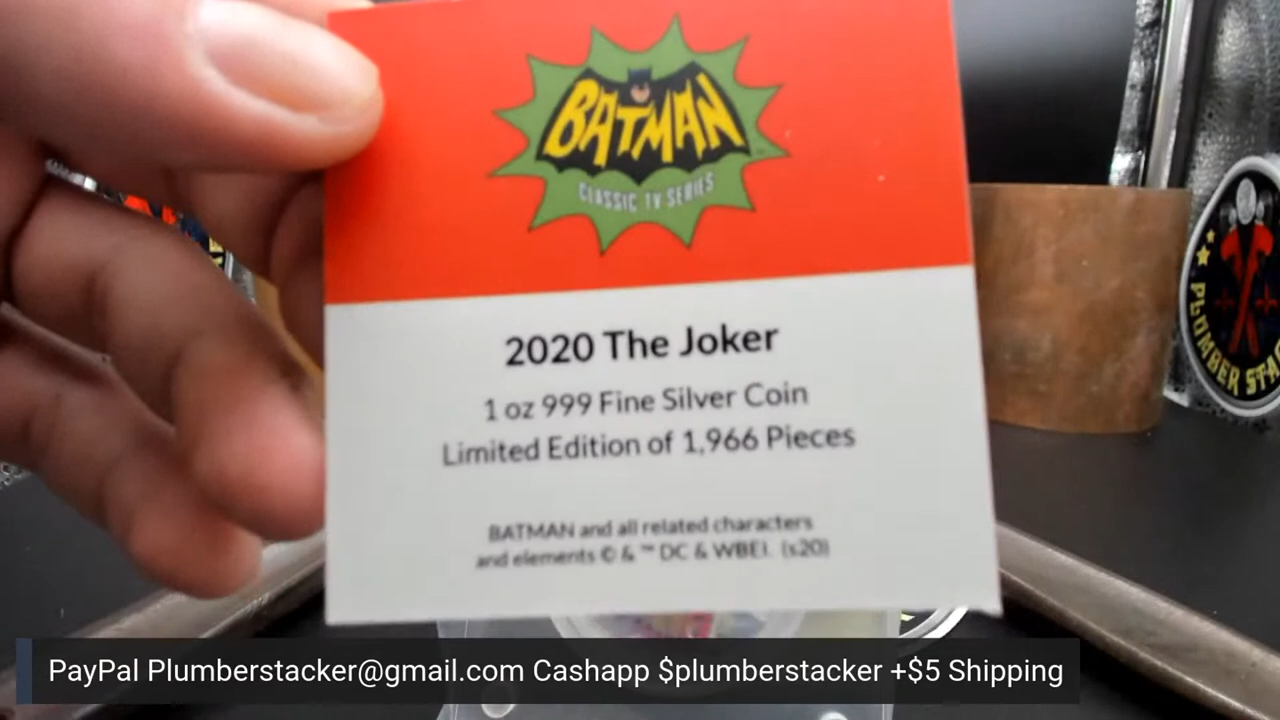 BATMAN
CLASSIC TV SERIES
2020 The Joker
1 oz 999 Fine Silver Coin
Limited Edition of 1,966 Pieces
BATMAN and all related characters
and elements © & ™ DC & WBEI. (s20)
PLUMBER STA
PayPal Plumberstacker@gmail.com Cashapp $plumberstacker +$5 Shipping